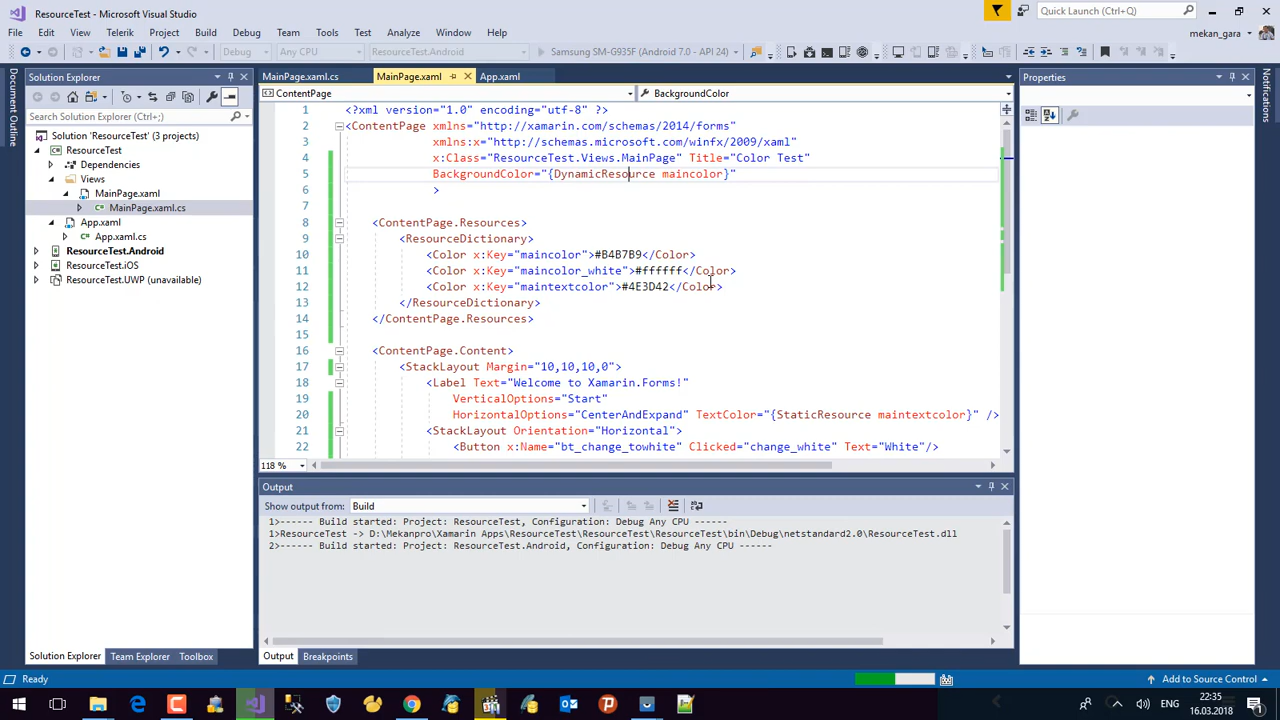 ResourceTest - Microsoft Visual Studio
Quick Launch (Ctrl+Q)
File Edit View Telerik Project Build Debug Team Tools Test Analyze Window Help
mekan_gara
Debug Any CPU ResourceTest.Android Samsung SM-G935F (Android 7.0 - API 24)
Document Outline
Solution Explorer
Search Solution Explorer (Ctrl+Ö)
Solution 'ResourceTest' (3 projects)
ResourceTest
Dependencies
Views
MainPage.xaml
MainPage.xaml.cs
App.xaml
App.xaml.cs
ResourceTest.Android
ResourceTest.iOS
ResourceTest.UWP (unavailable)
Solution Explorer Team Explorer Toolbox
MainPage.xaml.cs MainPage.xaml App.xaml
ContentPage BackgroundColor
1 <?xml version="1.0" encoding="utf-8" ?>
2 <ContentPage xmlns="http://xamarin.com/schemas/2014/forms"
3 xmlns:x="http://schemas.microsoft.com/winfx/2009/xaml"
4 x:Class="ResourceTest.Views.MainPage" Title="Color Test"
5 BackgroundColor="{DynamicResource maincolor}"
6 >
7
8 <ContentPage.Resources>
9 <ResourceDictionary>
10 <Color x:Key="maincolor">#B4B7B9</Color>
11 <Color x:Key="maincolor_white">#ffffff</Color>
12 <Color x:Key="maintextcolor">#4E3D42</Color>
13 </ResourceDictionary>
14 </ContentPage.Resources>
15
16 <ContentPage.Content>
17 <StackLayout Margin="10,10,10,0">
18 <Label Text="Welcome to Xamarin.Forms!"
19 VerticalOptions="Start"
20 HorizontalOptions="CenterAndExpand" TextColor="{StaticResource maintextcolor}" />
21 <StackLayout Orientation="Horizontal">
22 <Button x:Name="bt_change_towhite" Clicked="change_white" Text="White"/>
118 %
Output
Show output from: Build
1>------ Build started: Project: ResourceTest, Configuration: Debug Any CPU ------
1>ResourceTest -> D:\Mekanpro\Xamarin Apps\ResourceTest\ResourceTest\ResourceTest\bin\Debug\netstandard2.0\ResourceTest.dll
2>------ Build started: Project: ResourceTest.Android, Configuration: Debug Any CPU ------
Output Breakpoints
Properties
Ready
Add to Source Control
ENG
22:35
16.03.2018